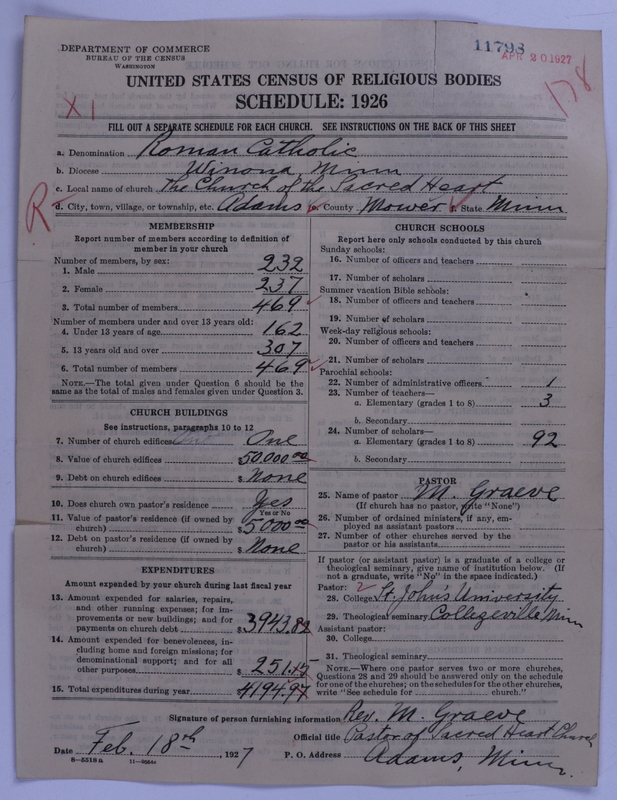 DEPARTMENT OF COMMERCE
BUREAU OF THE CENSUS
WASHINGTON
11798
APR 20 1927
178
UNITED STATES CENSUS OF RELIGIOUS BODIES
SCHEDULE: 1926
X 1
FILL OUT A SEPARATE SCHEDULE FOR EACH CHURCH. SEE INSTRUCTIONS ON THE BACK OF THIS SHEET
a. Denomination Roman Catholic
b. Diocese Winona Minn
c. Local name of church The Church of the Sacred Heart
R
d. City, town, village, or township, etc. Adams e. County Mower f. State Minn
MEMBERSHIP
Report number of members according to definition of
member in your church
Number of members, by sex:
1. Male 232
2. Female 237
3. Total number of members 469
Number of members under and over 13 years old:
4. Under 13 years of age 162
5. 13 years old and over 307
6. Total number of members 469
NOTE.—The total given under Question 6 should be the
same as the total of males and females given under Question 3.
CHURCH BUILDINGS
See instructions, paragraphs 10 to 12
7. Number of church edifices One One
8. Value of church edifices $50,000 00
9. Debt on church edifices $ None
10. Does church own pastor's residence Yes
Yes or No
11. Value of pastor's residence (if owned by
church) $5000 00
12. Debt on pastor's residence (if owned by
church) $ None
EXPENDITURES
Amount expended by your church during last fiscal year
13. Amount expended for salaries, repairs,
and other running expenses; for im-
provements or new buildings; and for
payments on church debt $3943.82
14. Amount expended for benevolences, in-
cluding home and foreign missions; for
denominational support; and for all
other purposes $ 251.15
15. Total expenditures during year $4194.97
CHURCH SCHOOLS
Report here only schools conducted by this church
Sunday schools:
16. Number of officers and teachers
17. Number of scholars
Summer vacation Bible schools:
18. Number of officers and teachers
19. Number of scholars
Week-day religious schools:
20. Number of officers and teachers
21. Number of scholars
Parochial schools:
22. Number of administrative officers 1
23. Number of teachers—
a. Elementary (grades 1 to 8) 3
b. Secondary
24. Number of scholars—
a. Elementary (grades 1 to 8) 92
b. Secondary
PASTOR
25. Name of pastor M. Graeve
(If church has no pastor, write "None")
26. Number of ordained ministers, if any, em-
ployed as assistant pastors
27. Number of other churches served by the
pastor or his assistants
If pastor (or assistant pastor) is a graduate of a college or
theological seminary, give name of institution below. (If
not a graduate, write "No" in the space indicated.)
Pastor: 2
28. College St. Johns University
29. Theological seminary Collegeville Minn
Assistant pastor:
30. College
31. Theological seminary
NOTE.—Where one pastor serves two or more churches,
Questions 28 and 29 should be answered only on the schedule
for one of the churches; on the schedules for the other churches,
write "See schedule for church."
Signature of person furnishing information Rev. M. Graeve
Official title Pastor of Sacred Heart Church
Date Feb. 18th, 1927 P. O. Address Adams, Minn.